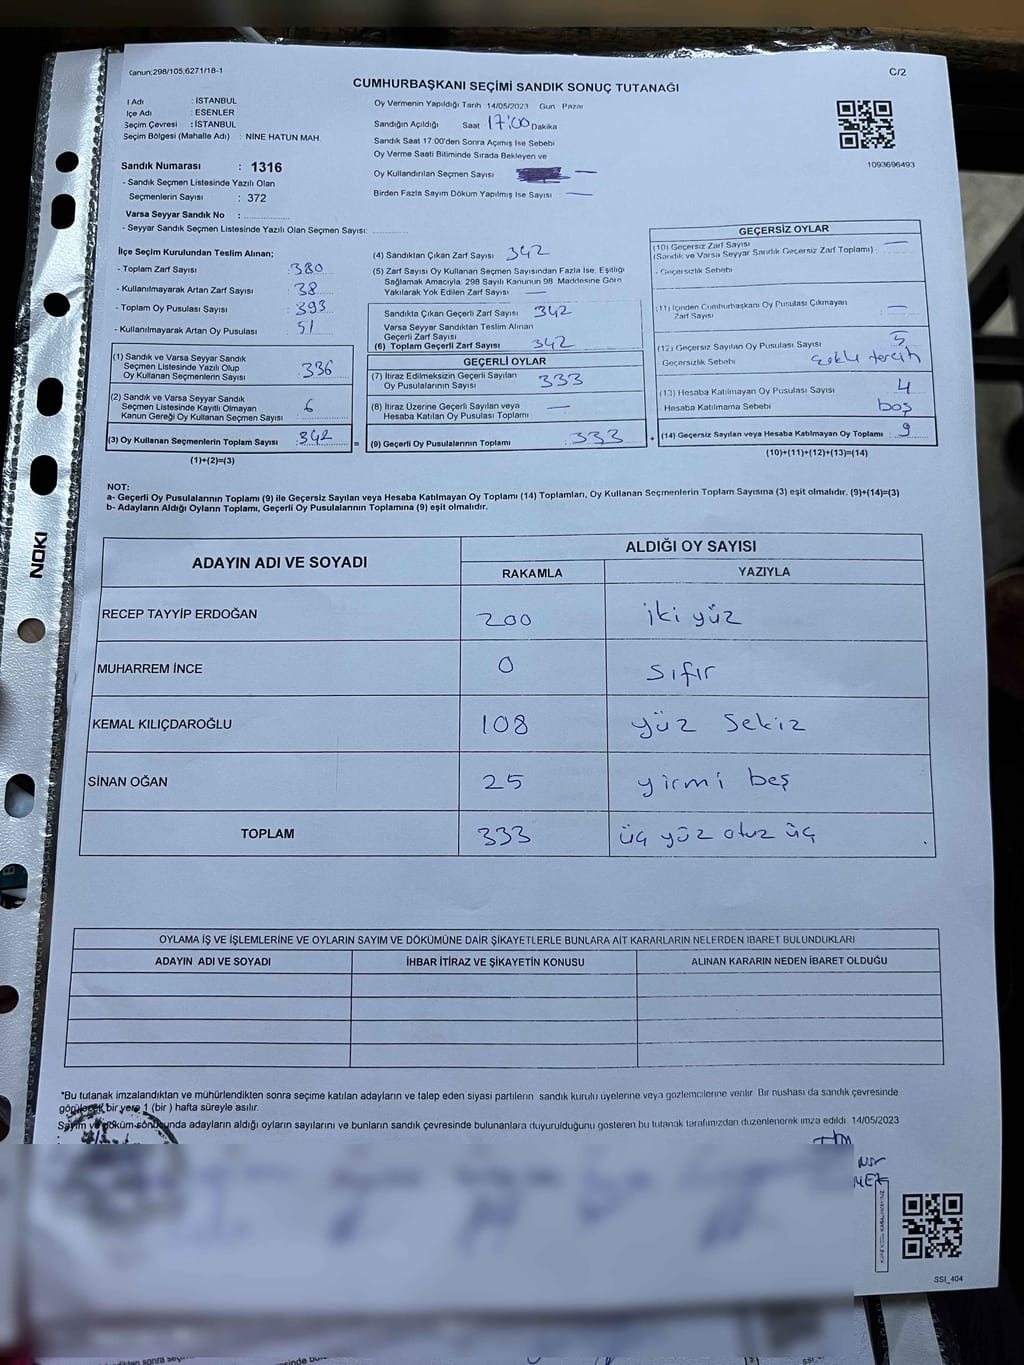 Kanun:298/105;6271/18-1
C/2
CUMHURBAŞKANI SEÇİMİ SANDIK SONUÇ TUTANAĞI
İl Adı : İSTANBUL
İlçe Adı : ESENLER
Seçim Çevresi : İSTANBUL
Seçim Bölgesi (Mahalle Adı) : NİNE HATUN MAH.
Oy Vermenin Yapıldığı Tarih 14/05/2023 Gün : Pazar
Sandığın Açıldığı Saat 17:00 Dakika
Sandık Saat 17.00'den Sonra Açılmış İse Sebebi
Oy Verme Saati Bitiminde Sırada Bekleyen ve
Oy Kullandırılan Seçmen Sayısi —
Birden Fazla Sayım Döküm Yapılmış İse Sayısı —
1093696493
Sandık Numarası : 1316
- Sandık Seçmen Listesinde Yazılı Olan
Seçmenlerin Sayısı : 372
Varsa Seyyar Sandık No :
- Seyyar Sandık Seçmen Listesinde Yazılı Olan Seçmen Sayısı:
İlçe Seçim Kurulundan Teslim Alınan;
- Toplam Zarf Sayısı : 380
- Kullanılmayarak Artan Zarf Sayısı : 38
- Toplam Oy Pusulası Sayısı : 393
- Kullanılmayarak Artan Oy Pusulası : 51
(1) Sandık ve Varsa Seyyar Sandık
Seçmen Listesinde Yazılı Olup
Oy Kullanan Seçmenlerin Sayısı : 336
(2) Sandık ve Varsa Seyyar Sandık
Seçmen Listesinde Kayıtlı Olmayan
Kanun Gereği Oy Kullanan Seçmen Sayısı : 6
(3) Oy Kullanan Seçmenlerin Toplam Sayısı : 342
(1)+(2)=(3)
(4) Sandıktan Çıkan Zarf Sayısı 342
(5) Zarf Sayısı Oy Kullanan Seçmen Sayısından Fazla İse, Eşitliği
Sağlamak Amacıyla, 298 Sayılı Kanunun 98. Maddesine Göre
Yakılarak Yok Edilen Zarf Sayısı —
Sandıkta Çıkan Geçerli Zarf Sayısı 342
Varsa Seyyar Sandıktan Teslim Alınan
Geçerli Zarf Sayısı
(6) Toplam Geçerli Zarf Sayısı 342
GEÇERLİ OYLAR
(7) İtiraz Edilmeksizin Geçerli Sayılan
Oy Pusulalarının Sayısı 333
(8) İtiraz Üzerine Geçerli Sayılan veya
Hesaba Katılan Oy Pusulaları Toplamı —
= (9) Geçerli Oy Pusulalarının Toplamı 333
GEÇERSİZ OYLAR
(10) Geçersiz Zarf Sayısı —
(Sandık ve Varsa Seyyar Sandık Geçersiz Zarf Toplamı) :
- Geçersizlik Sebebi
(11) İçinden Cumhurbaşkanı Oy Pusulası Çıkmayan
Zarf Sayısı —
(12) Geçersiz Sayılan Oy Pusulası Sayısı 5
Geçersizlik Sebebi çoklu tercih
(13) Hesaba Katılmayan Oy Pusulası Sayısı 4
Hesaba Katılmama Sebebi boş
+ (14) Geçersiz Sayılan veya Hesaba Katılmayan Oy Toplamı : 9
(10)+(11)+(12)+(13)=(14)
NOT:
a- Geçerli Oy Pusulalarının Toplamı (9) ile Geçersiz Sayılan veya Hesaba Katılmayan Oy Toplamı (14) Toplamları, Oy Kullanan Seçmenlerin Toplam Sayısına (3) eşit olmalıdır. (9)+(14)=(3)
b- Adayların Aldığı Oyların Toplamı, Geçerli Oy Pusulalarının Toplamına (9) eşit olmalıdır.
ADAYIN ADI VE SOYADI
ALDIĞI OY SAYISI
RAKAMLA YAZIYLA
RECEP TAYYİP ERDOĞAN 200 iki yüz
MUHARREM İNCE 0 sıfır
KEMAL KILIÇDAROĞLU 108 yüz sekiz
SİNAN OĞAN 25 yirmi beş
TOPLAM 333 üç yüz otuz üç
OYLAMA İŞ VE İŞLEMLERİNE VE OYLARIN SAYIM VE DÖKÜMÜNE DAİR ŞİKAYETLERLE BUNLARA AİT KARARLARIN NELERDEN İBARET BULUNDUKLARI
ADAYIN ADI VE SOYADI İHBAR İTİRAZ VE ŞİKAYETİN KONUSU ALINAN KARARIN NEDEN İBARET OLDUĞU
*Bu tutanak imzalandıktan ve mühürlendikten sonra seçime katılan adayların ve talep eden siyasi partilerin sandık kurulu üyelerine veya gözlemcilerine verilir. Bir nüshası da sandık çevresinde
görülecek bir yere 1 (bir ) hafta süreyle asılır.
Sayım ve döküm sonucunda adayların aldığı oyların sayılarını ve bunların sandık çevresinde bulunanlara duyurulduğunu gösteren bu tutanak tarafımızdan düzenlenerek imza edildi. 14/05/2023
SSI_404
NOKI